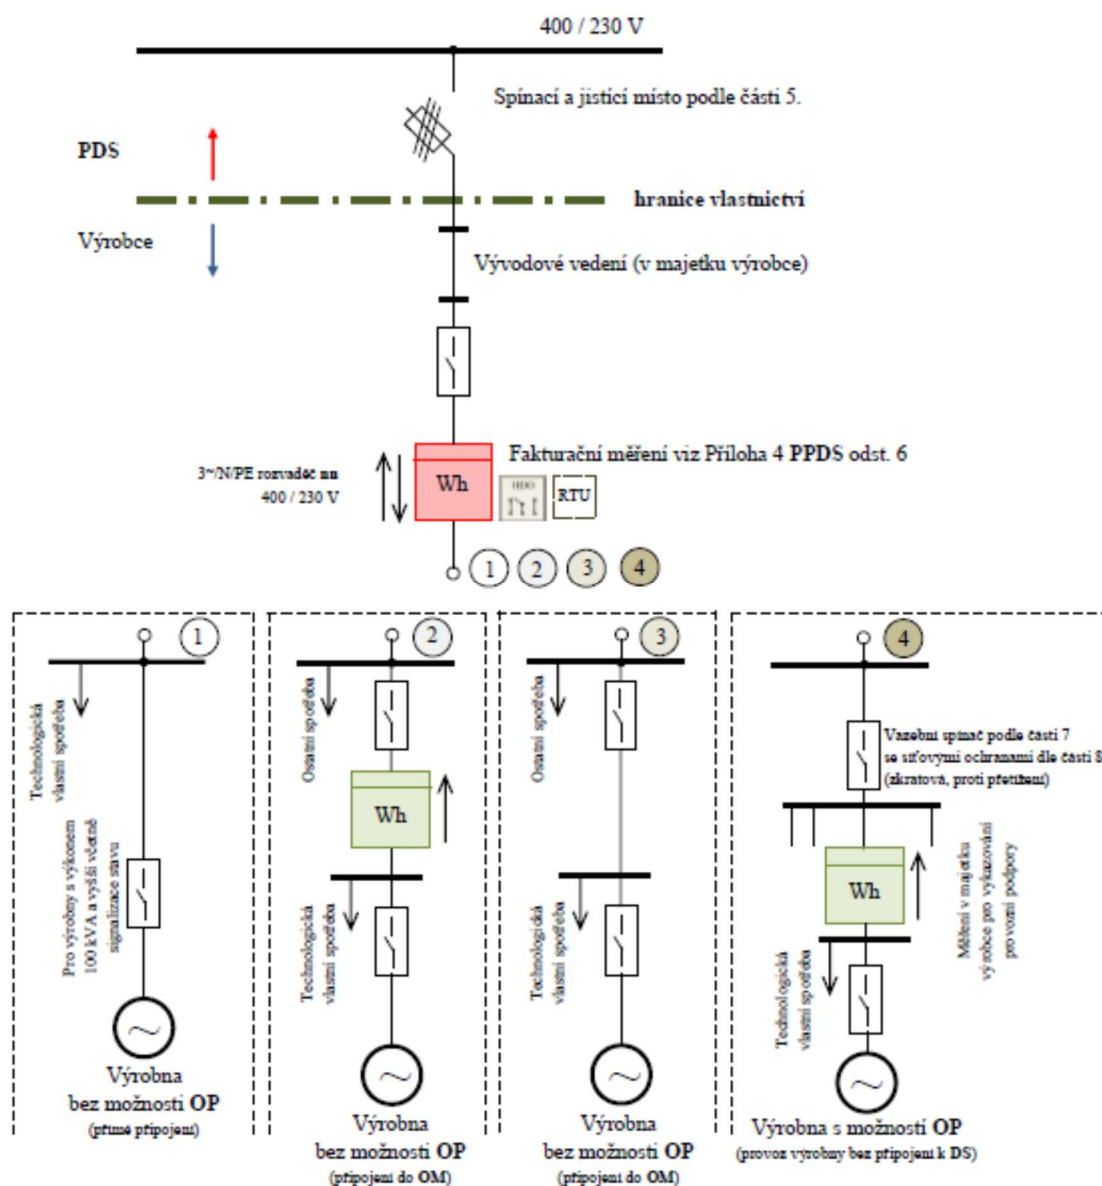 400 / 230 V
Spínací a jistící místo podle části 5.
PDS
hranice vlastnictví
Výrobce
Vývodové vedení (v majetku výrobce)
Fakturační měření viz Příloha 4 PPDS odst. 6
3~/N/PE rozvaděč nn
400 / 230 V
Wh
HDO
RTU
1
2
3
4
1
Technologická
vlastní spotřeba
Pro výrobny s výkonem
100 kVA a vyšší včetně
signalizace stavu
Výrobna
bez možnosti OP
(přímé připojení)
2
Ostatní spotřeba
Wh
Technologická
vlastní spotřeba
Výrobna
bez možnosti OP
(připojení do OM)
3
Ostatní spotřeba
Technologická
vlastní spotřeba
Výrobna
bez možnosti OP
(připojení do OM)
4
Vazební spínač podle části 7
se síťovými ochranami dle části 8
(zkratová, proti přetížení)
Wh
Měření v majetku
výrobce pro vykazování
provozní podpory
Technologická
vlastní spotřeba
Výrobna s možností OP
(provoz výrobny bez připojení k DS)